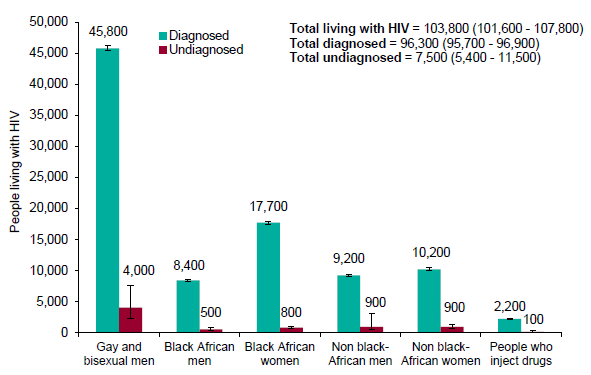 50,000
45,000
40,000
35,000
30,000
25,000
20,000
15,000
10,000
5,000
0
People living with HIV
Diagnosed
Undiagnosed
Total living with HIV = 103,800 (101,600 - 107,800)
Total diagnosed = 96,300 (95,700 - 96,900)
Total undiagnosed = 7,500 (5,400 - 11,500)
45,800
4,000
8,400
500
17,700
800
9,200
900
10,200
900
2,200
100
Gay and
bisexual men
Black African
men
Black African
women
Non black-
African men
Non black-
African women
People who
inject drugs